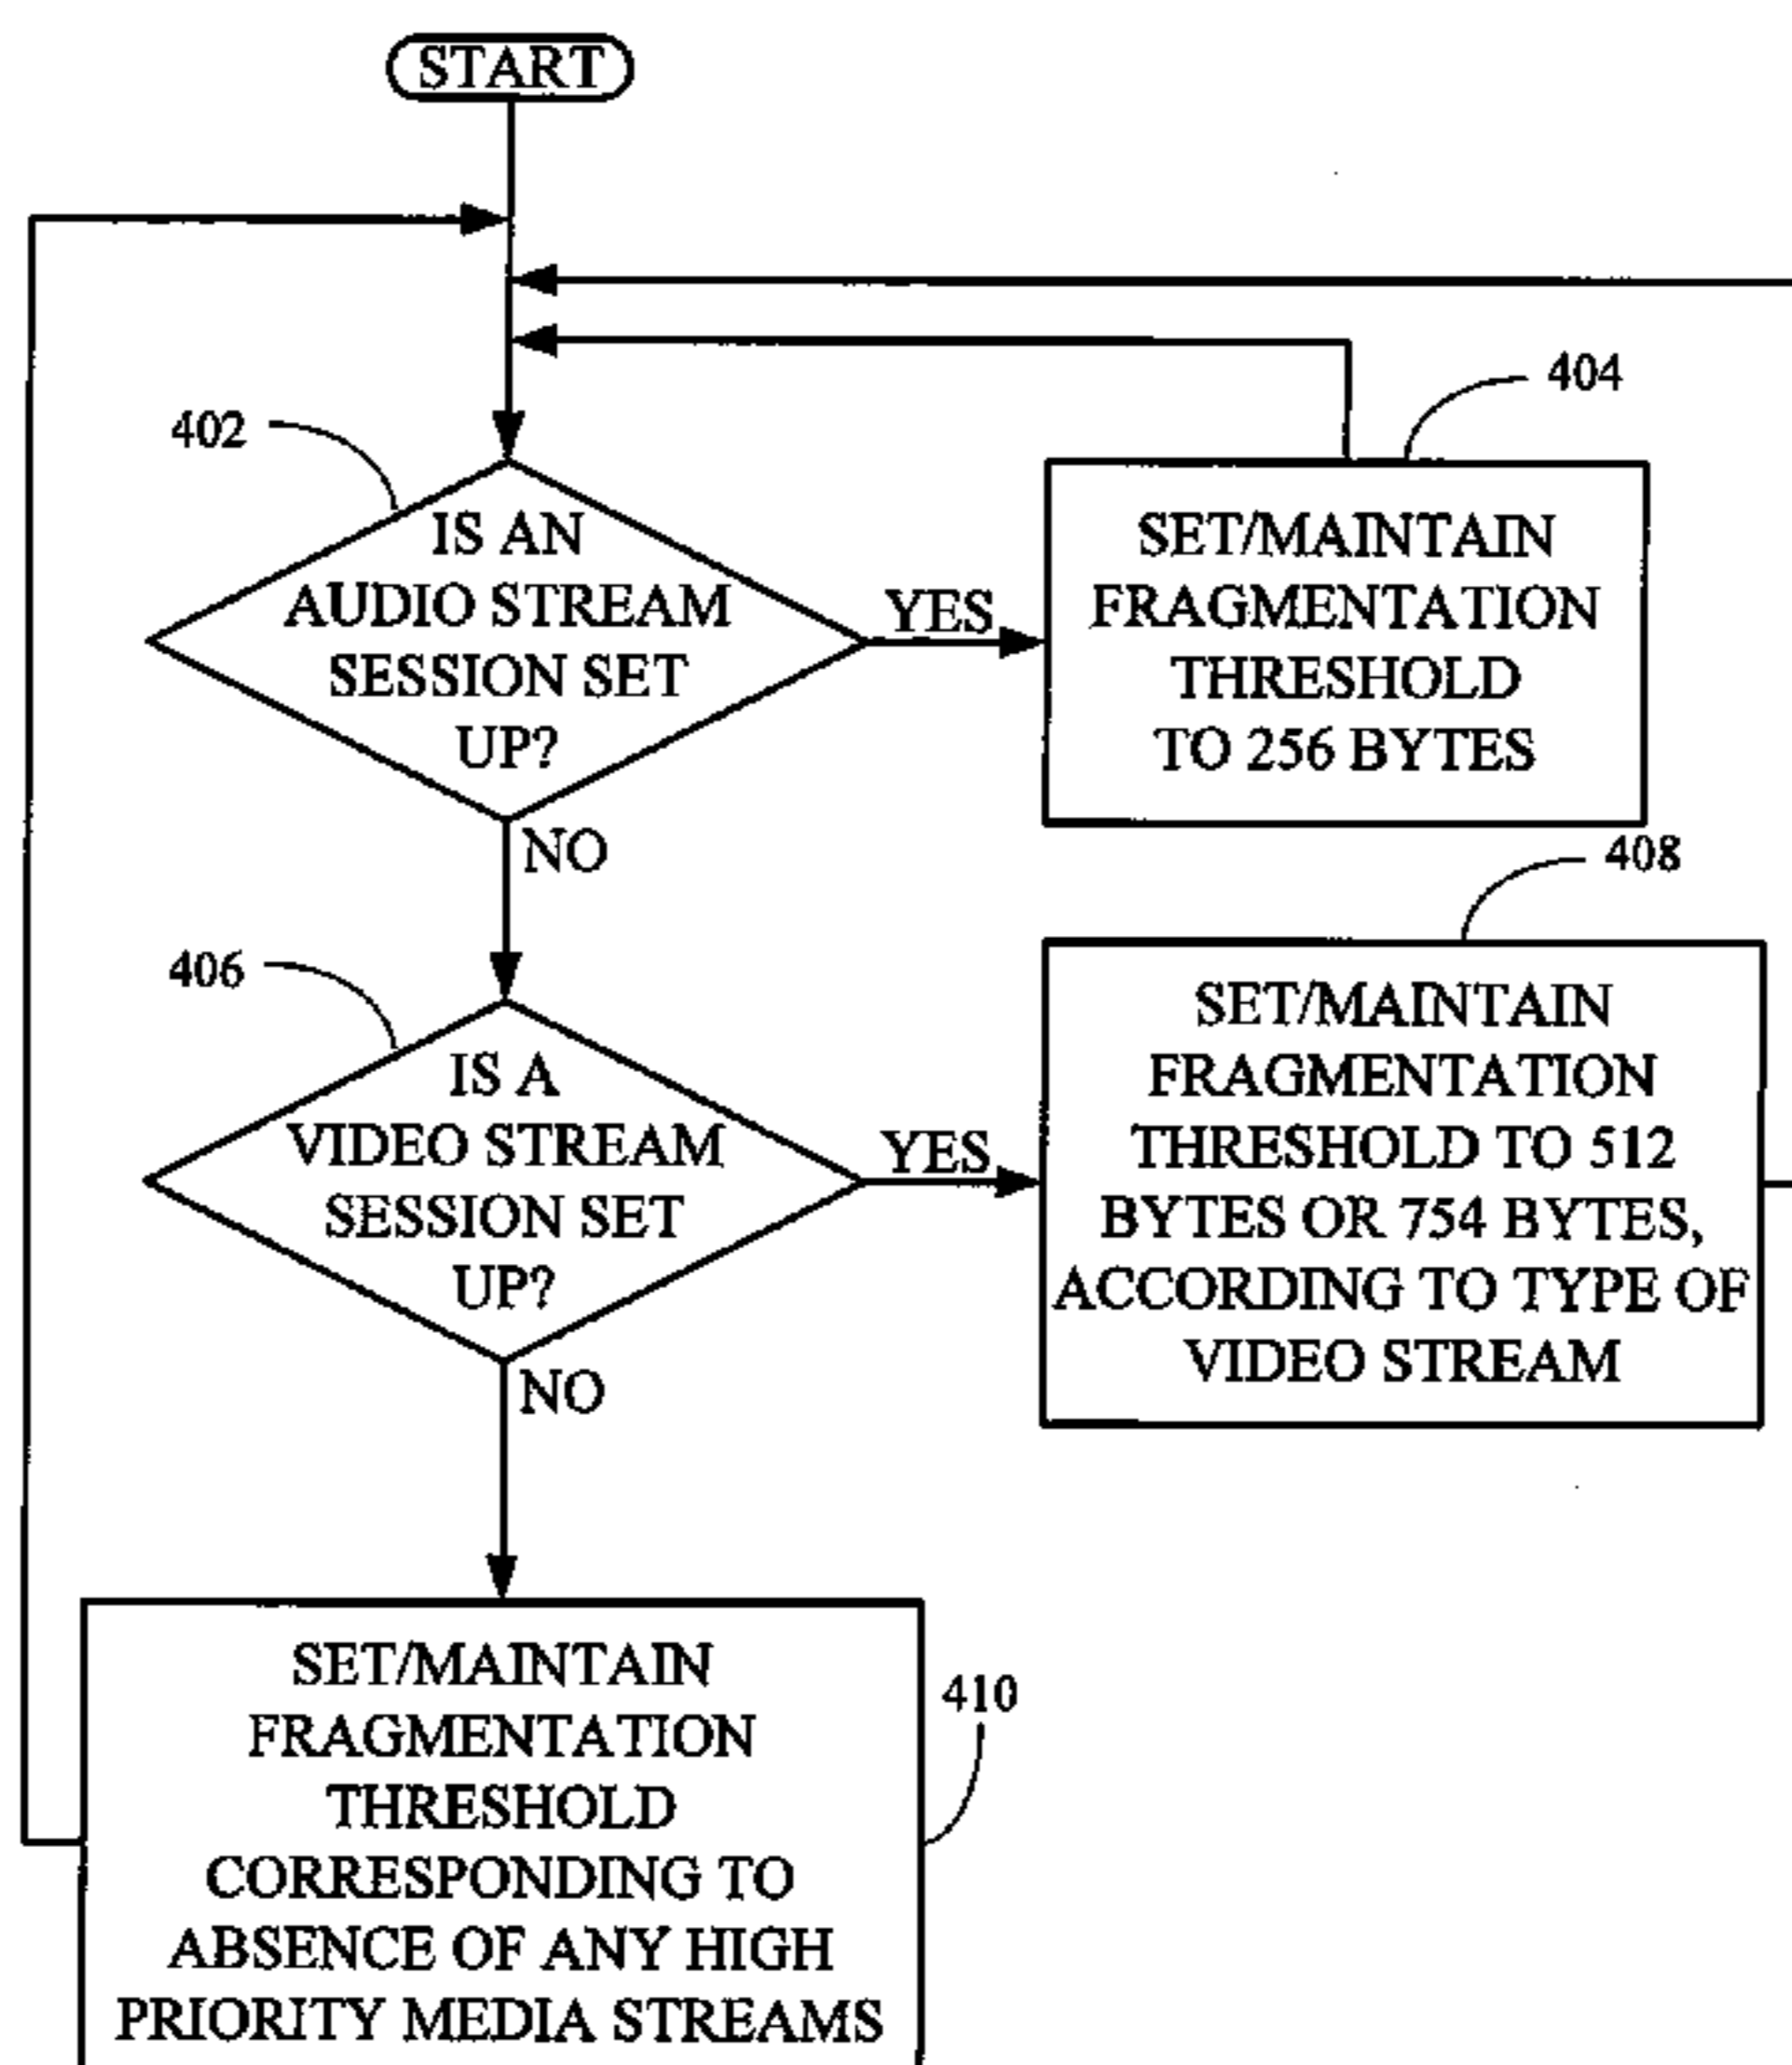 START
402
IS AN
AUDIO STREAM
SESSION SET
UP?
YES
404
SET/MAINTAIN
FRAGMENTATION
THRESHOLD
TO 256 BYTES
NO
406
IS A
VIDEO STREAM
SESSION SET
UP?
YES
408
SET/MAINTAIN
FRAGMENTATION
THRESHOLD TO 512
BYTES OR 754 BYTES,
ACCORDING TO TYPE OF
VIDEO STREAM
NO
SET/MAINTAIN
FRAGMENTATION
THRESHOLD
CORRESPONDING TO
ABSENCE OF ANY HIGH
PRIORITY MEDIA STREAMS
410